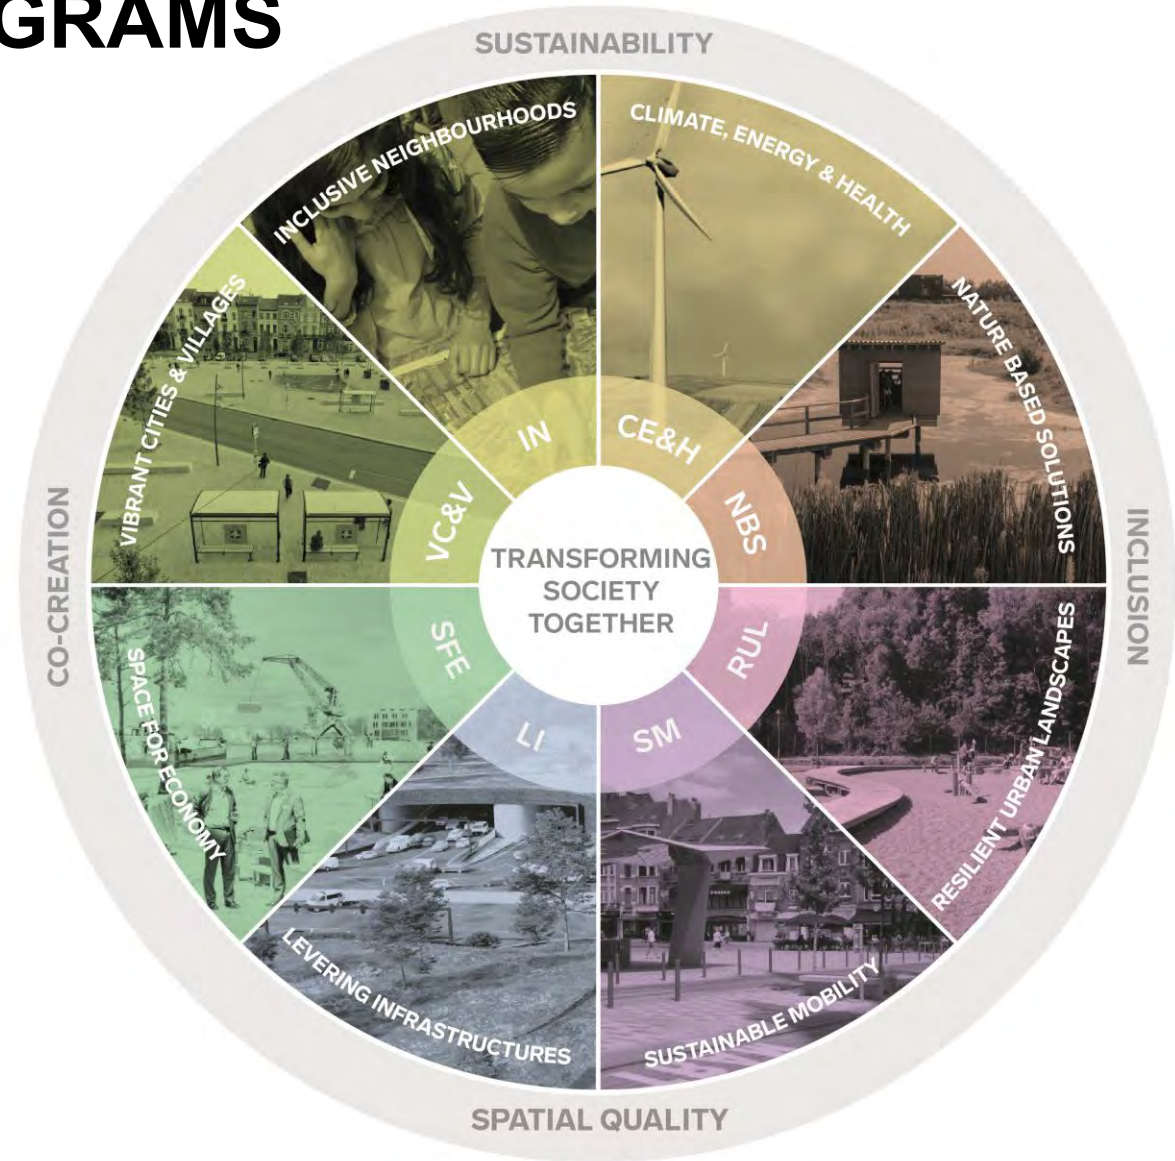 GRAMS
SUSTAINABILITY
INCLUSIVE NEIGHBOURHOODS
CLIMATE, ENERGY & HEALTH
VIBRANT CITIES & VILLAGES
NATURE BASED SOLUTIONS
IN
CE&H
VC&V
NBS
CO-CREATION
TRANSFORMING
SOCIETY
TOGETHER
INCLUSION
SFE
RUL
LI
SM
SPACE FOR ECONOMY
RESILIENT URBAN LANDSCAPES
LEVERING INFRASTRUCTURES
SUSTAINABLE MOBILITY
SPATIAL QUALITY